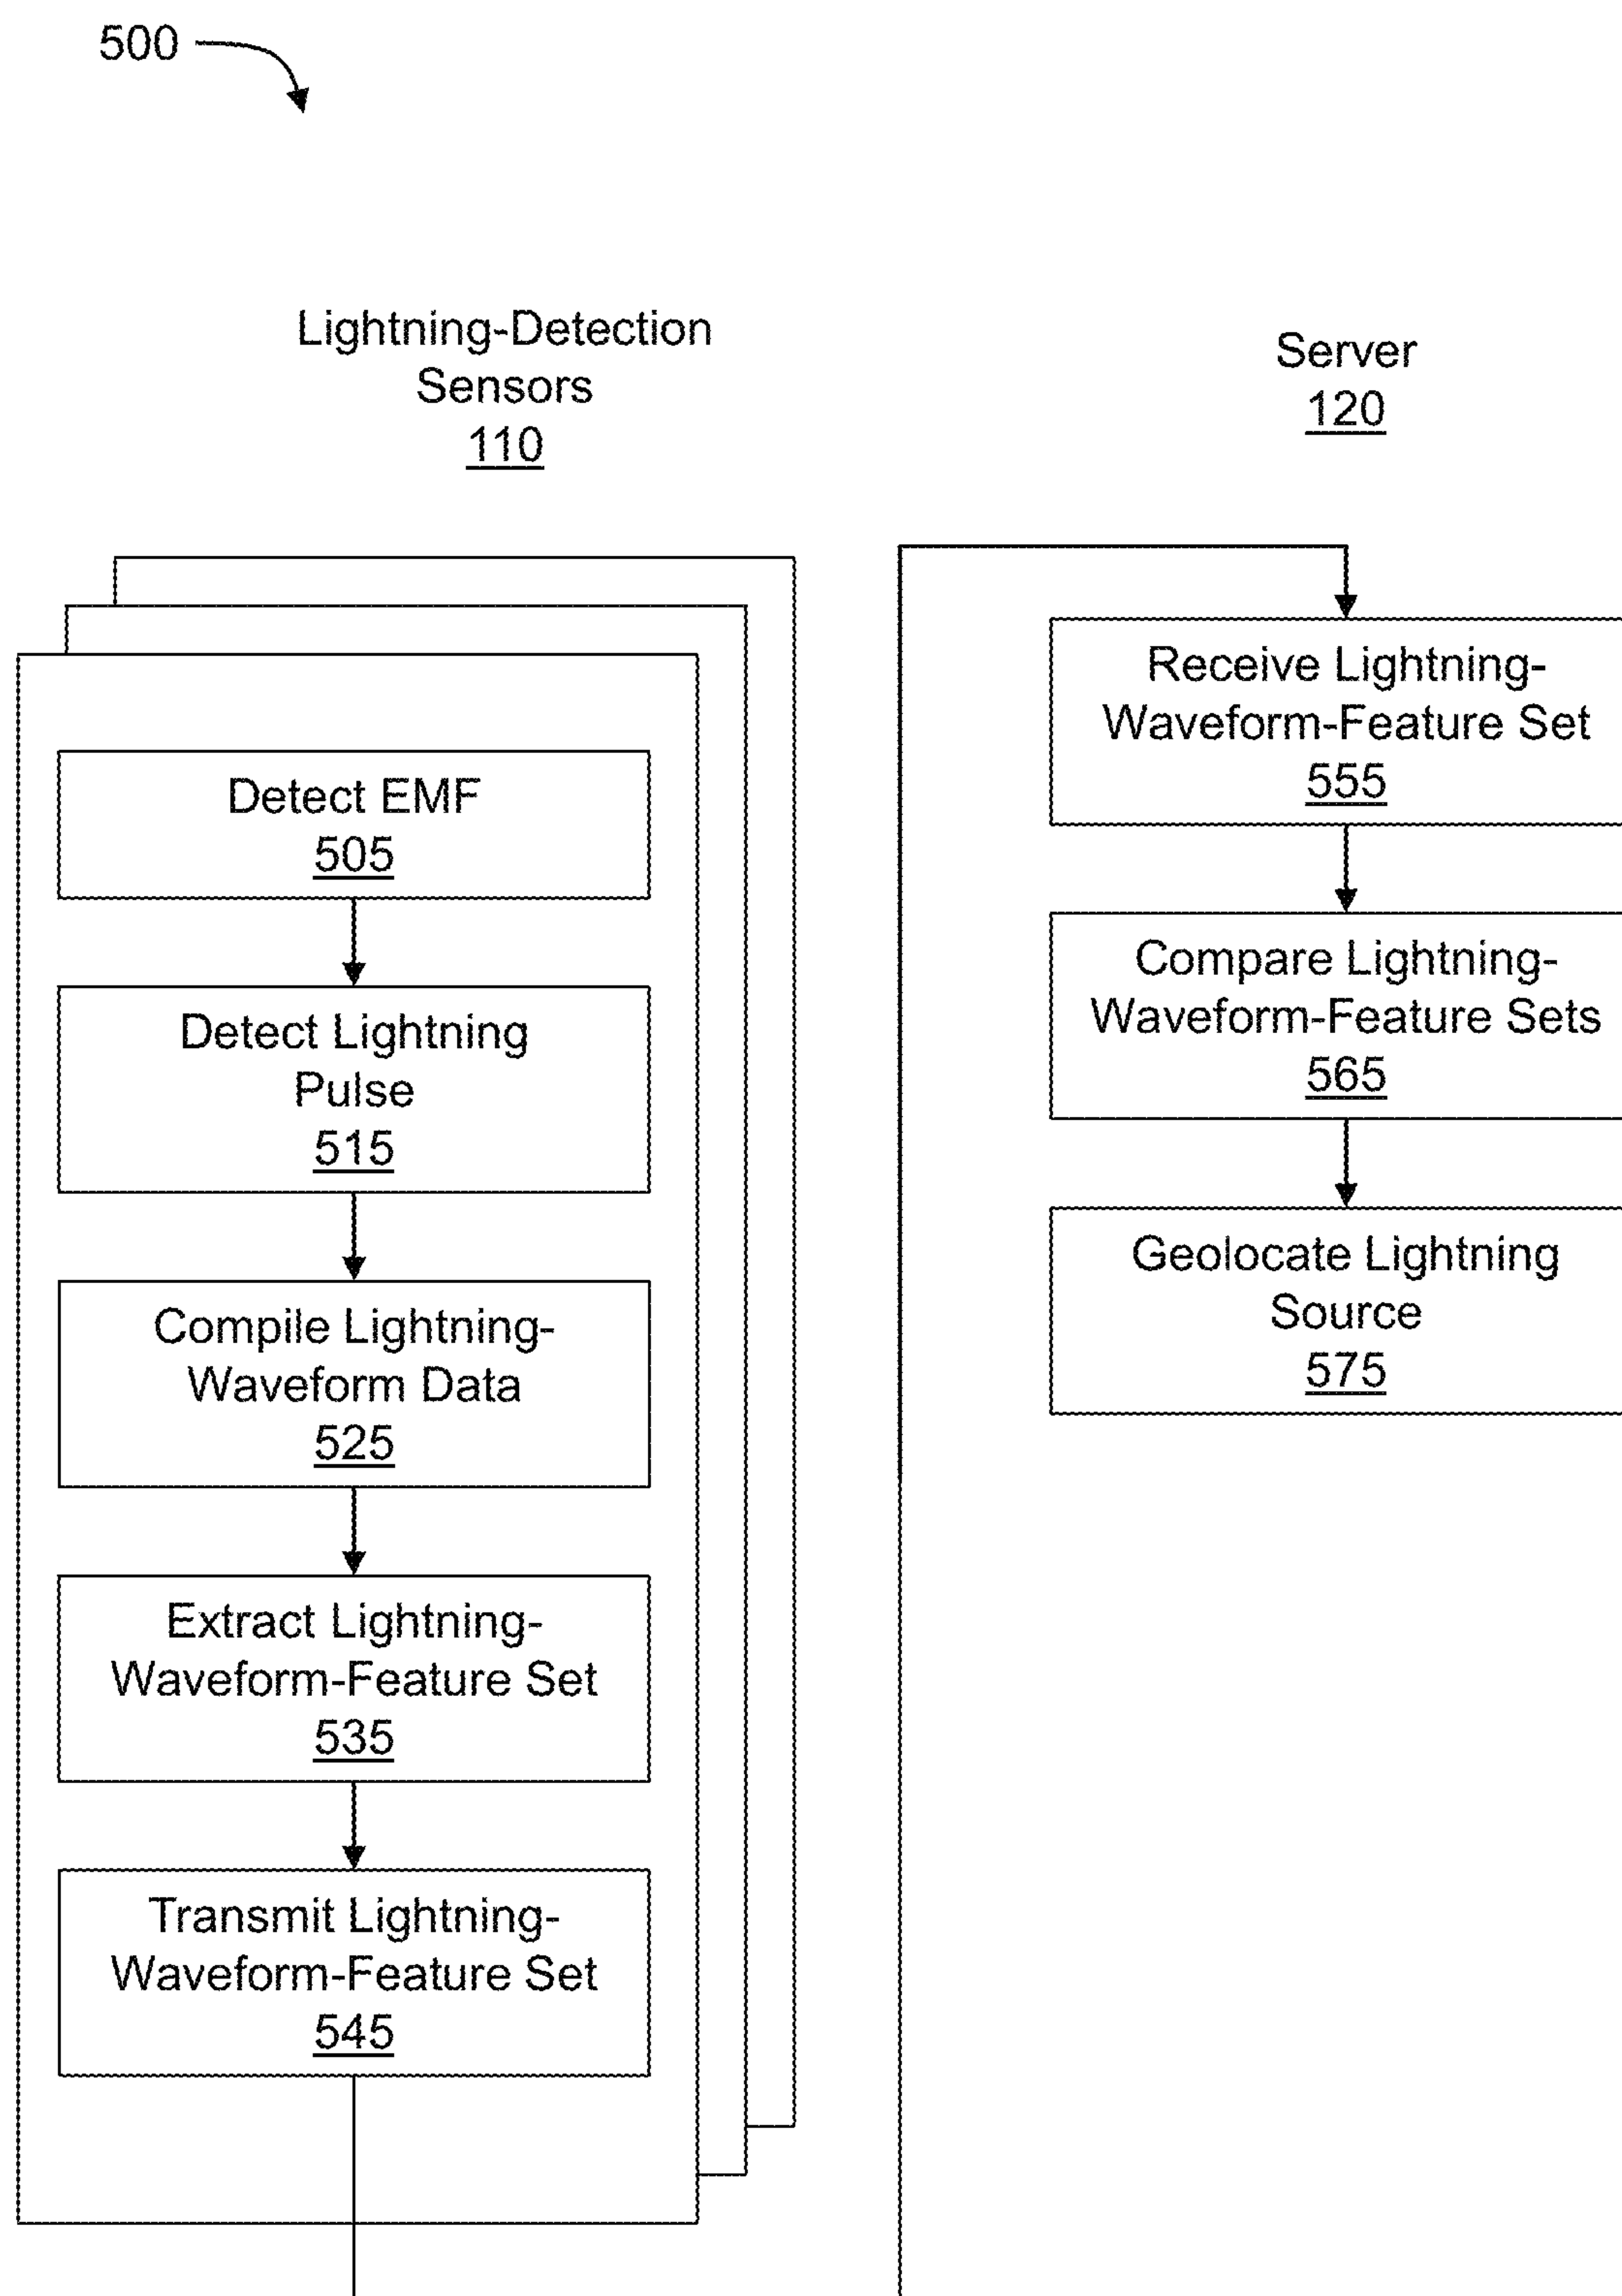 500
Lightning-Detection
Sensors
110
Detect EMF
505
Detect Lightning
Pulse
515
Compile Lightning-
Waveform Data
525
Extract Lightning-
Waveform-Feature Set
535
Transmit Lightning-
Waveform-Feature Set
545
Server
120
Receive Lightning-
Waveform-Feature Set
555
Compare Lightning-
Waveform-Feature Sets
565
Geolocate Lightning
Source
575